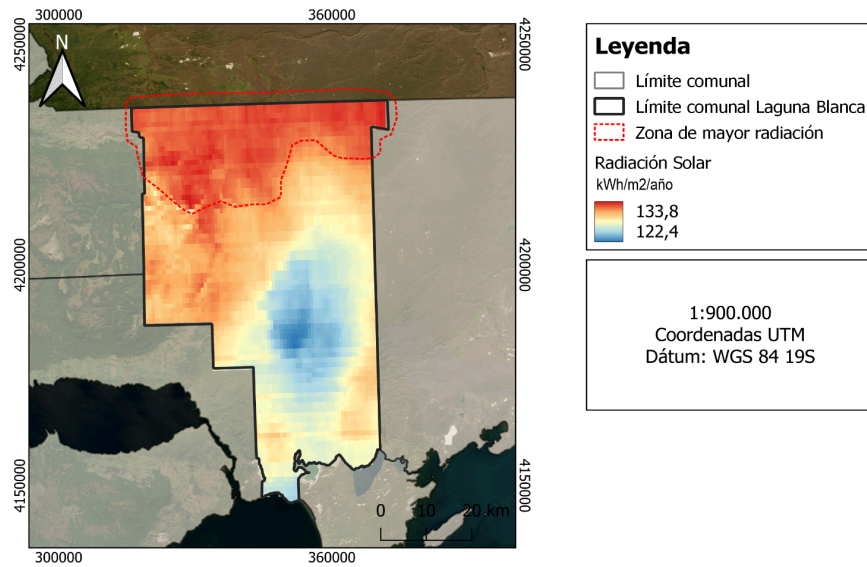 300000
360000
4250000
4250000
N
4200000
4200000
4150000
4150000
0 10 20 km
300000
360000
Leyenda
Límite comunal
Límite comunal Laguna Blanca
Zona de mayor radiación
Radiación Solar
kWh/m2/año
133,8
122,4
1:900.000
Coordenadas UTM
Dátum: WGS 84 19S